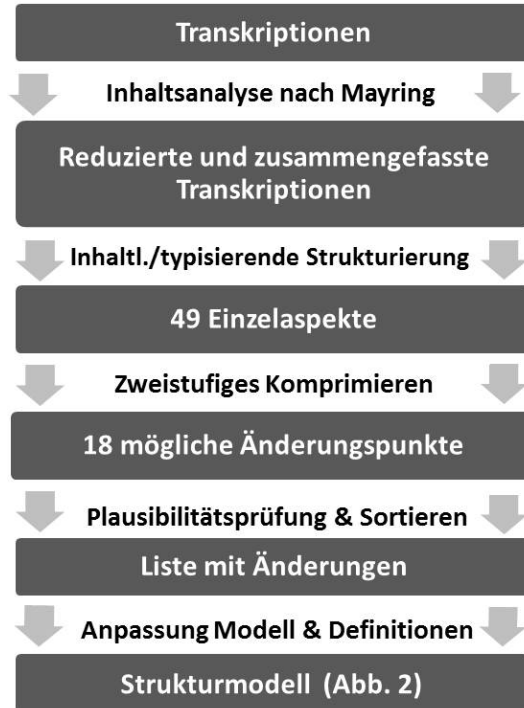 Transkriptionen
Inhaltsanalyse nach Mayring
Reduzierte und zusammengefasste
Transkriptionen
Inhaltl./typisierende Strukturierung
49 Einzelaspekte
Zweistufiges Komprimieren
18 mögliche Änderungspunkte
Plausibilitätsprüfung & Sortieren
Liste mit Änderungen
Anpassung Modell & Definitionen
Strukturmodell (Abb. 2)